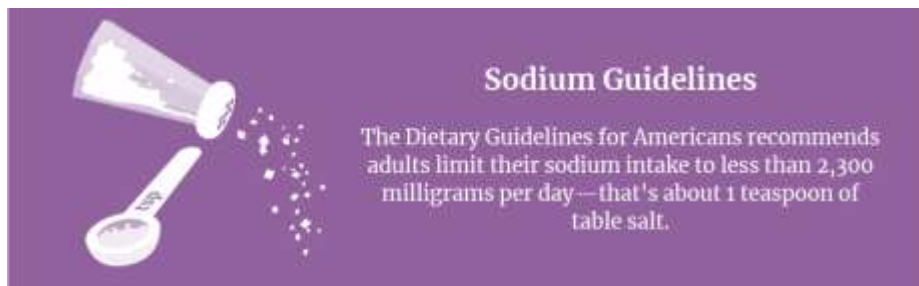 Sodium Guidelines
The Dietary Guidelines for Americans recommends
adults limit their sodium intake to less than 2,300
milligrams per day—that's about 1 teaspoon of
table salt.